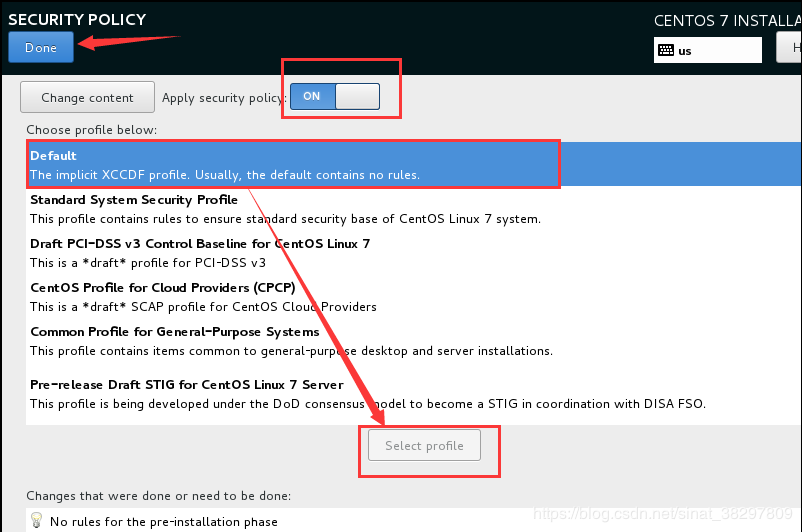 SECURITY POLICY
CENTOS 7 INSTALLA
Done
us
H
Change content
Apply security policy:
ON
Choose profile below:
Default
The implicit XCCDF profile. Usually, the default contains no rules.
Standard System Security Profile
This profile contains rules to ensure standard security base of CentOS Linux 7 system.
Draft PCI-DSS v3 Control Baseline for CentOS Linux 7
This is a *draft* profile for PCI-DSS v3
CentOS Profile for Cloud Providers (CPCP)
This is a *draft* SCAP profile for CentOS Cloud Providers
Common Profile for General-Purpose Systems
This profile contains items common to general-purpose desktop and server installations.
Pre-release Draft STIG for CentOS Linux 7 Server
This profile is being developed under the DoD consensus model to become a STIG in coordination with DISA FSO.
Select profile
Changes that were done or need to be done:
No rules for the pre-installation phase
https://blog.csdn.net/sinat_38297809